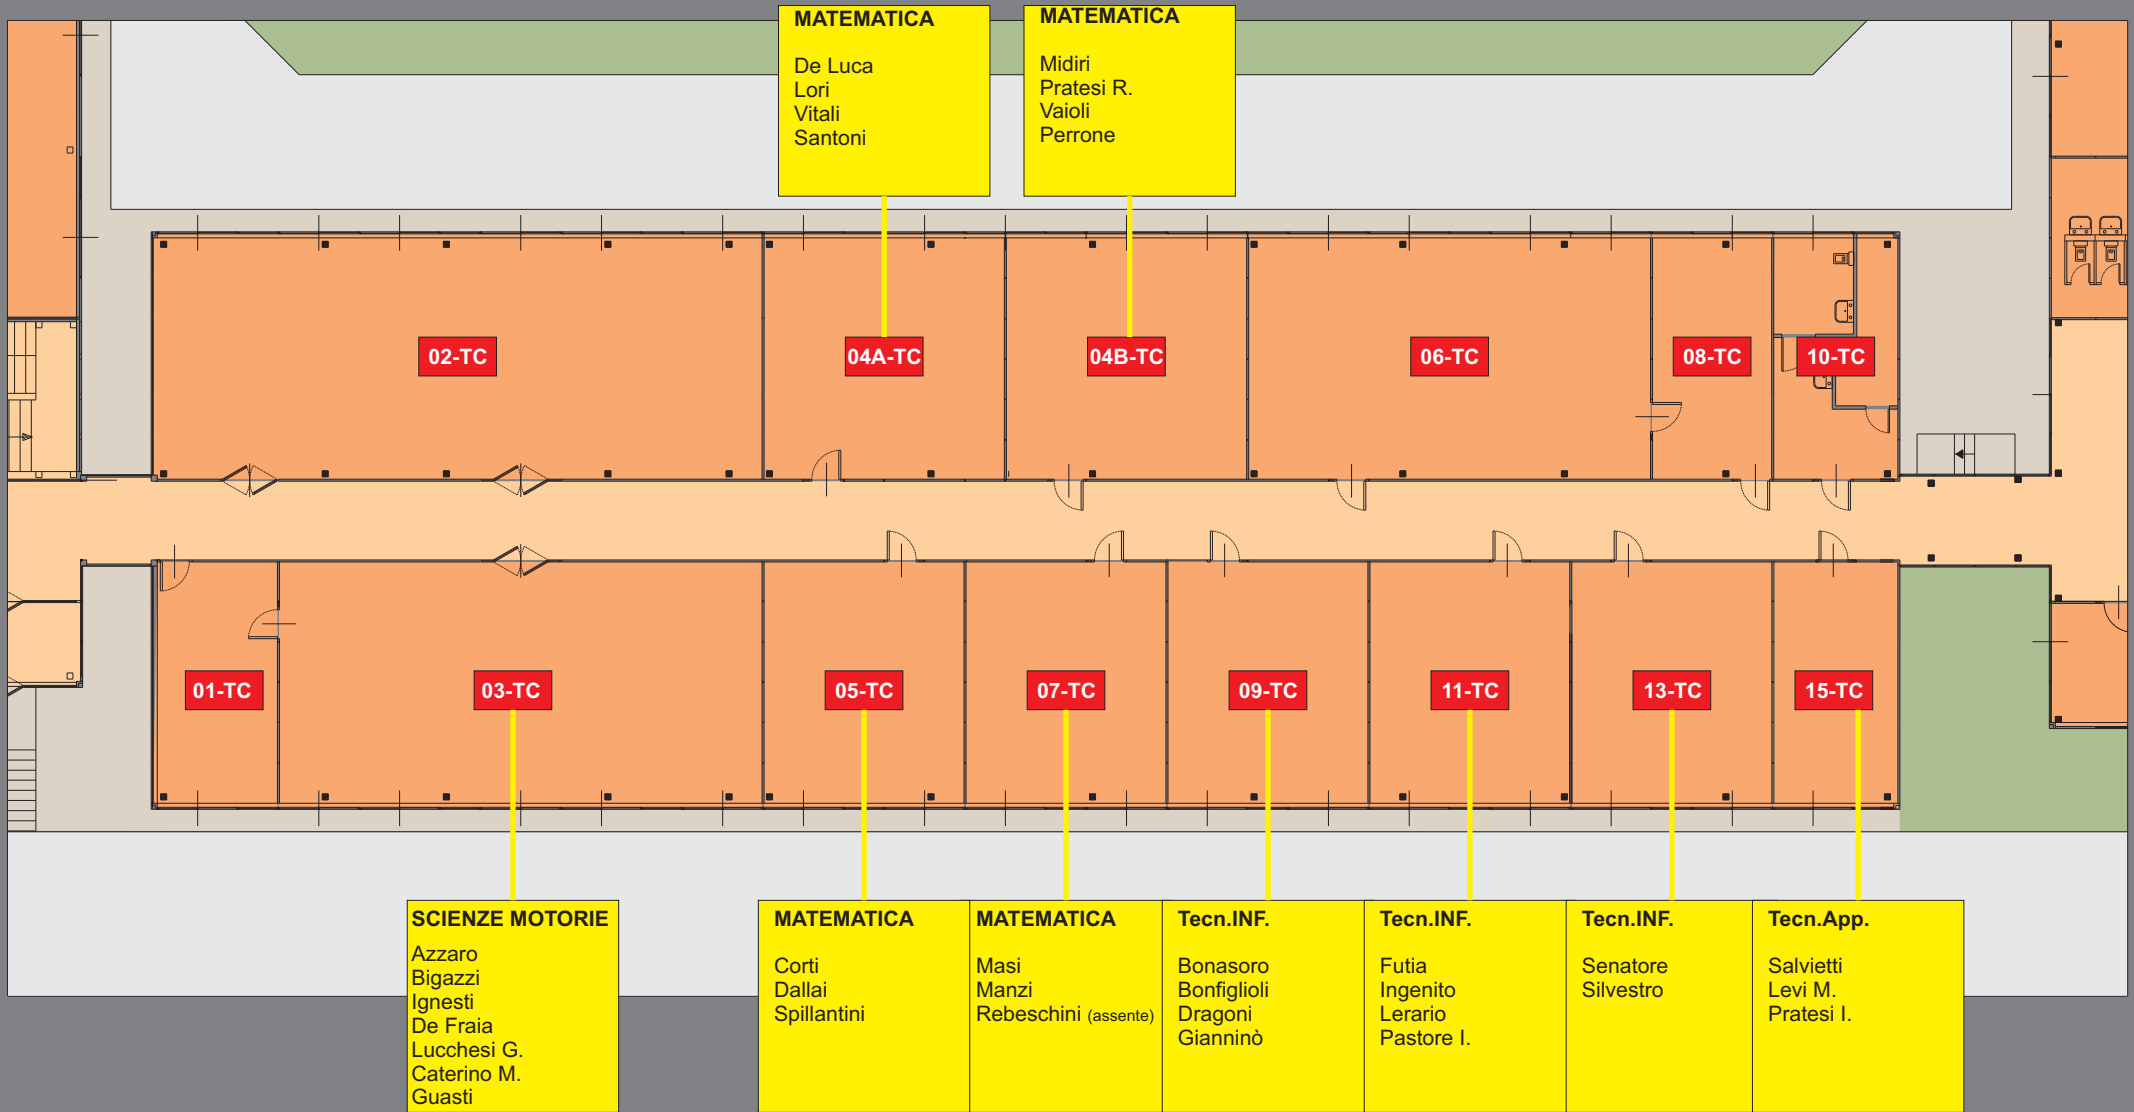 MATEMATICA
De Luca
Lori
Vitali
Santoni
MATEMATICA
Midiri
Pratesi R.
Vaioli
Perrone
02-TC
04A-TC
04B-TC
06-TC
08-TC
10-TC
01-TC
03-TC
05-TC
07-TC
09-TC
11-TC
13-TC
15-TC
SCIENZE MOTORIE
Azzaro
Bigazzi
Ignesti
De Fraia
Lucchesi G.
Caterino M.
Guasti
MATEMATICA
Corti
Dallai
Spillantini
MATEMATICA
Masi
Manzi
Rebeschini (assente)
Tecn.INF.
Bonasoro
Bonfiglioli
Dragoni
Gianninò
Tecn.INF.
Futia
Ingenito
Lerario
Pastore I.
Tecn.INF.
Senatore
Silvestro
Tecn.App.
Salvietti
Levi M.
Pratesi I.